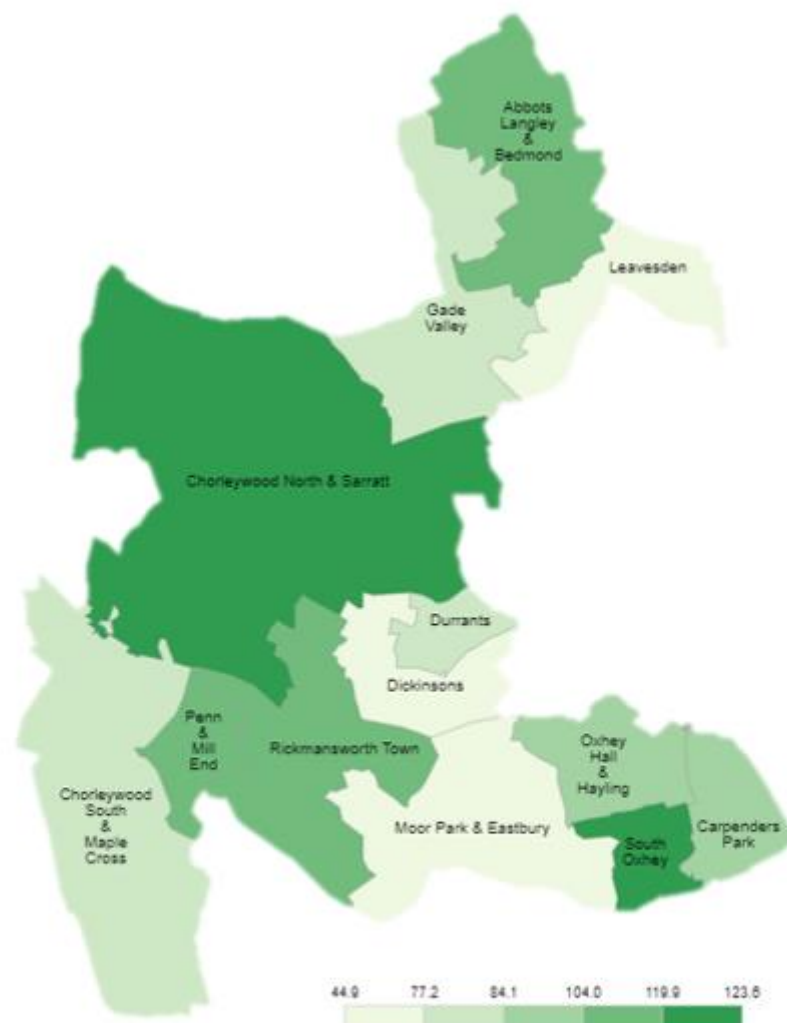 Abbots
Langley
&
Bedmond
Leavesden
Gade
Valley
Chorleywood North & Sarratt
Durrants
Dickinsons
Penn
&
Mill
End
Rickmansworth Town
Oxhey
Hall
&
Hayling
Chorleywood
South
&
Maple
Cross
Moor Park & Eastbury
South
Oxhey
Carpenders
Park
44.9 77.2 84.1 104.0 119.9 123.6